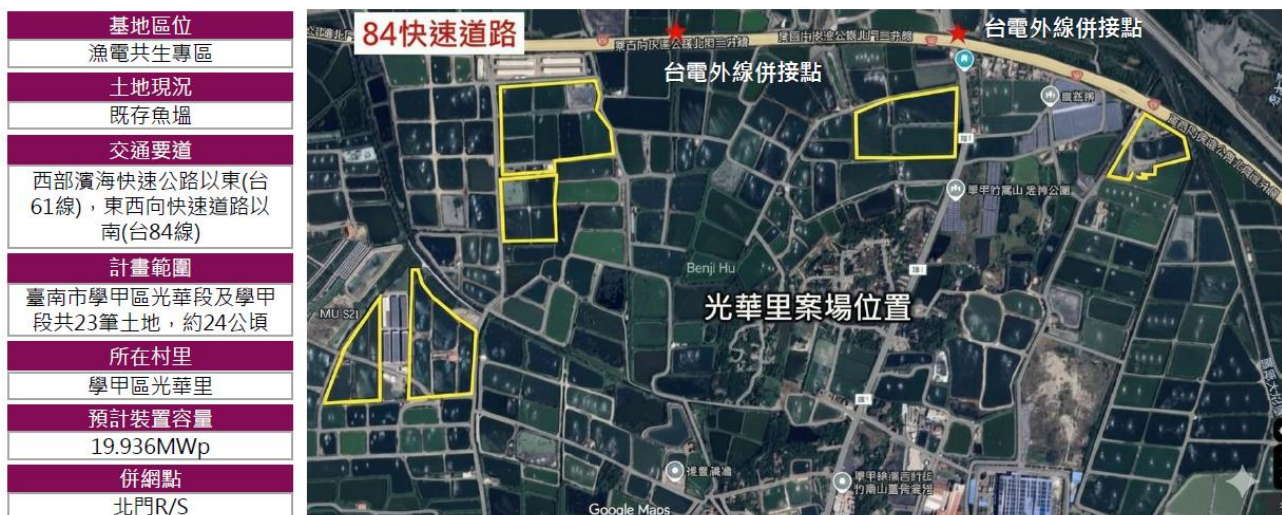 基地區位
漁電共生專區
土地現況
既存魚塭
交通要道
西部濱海快速公路以東(台
61線)，東西向快速道路以
南(台84線)
計畫範圍
臺南市學甲區光華段及學甲
段共23筆土地，約24公頃
所在村里
學甲區光華里
預計裝置容量
19.936MWp
併網點
北門R/S
84快速道路
台電外線併接點
台電外線併接點
Benji Hu
光華里案場位置
Google Maps